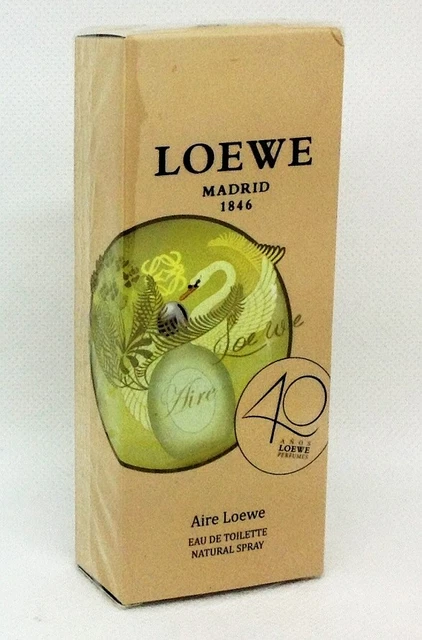 LOEWE
MADRID
1846
Loewe
Aire
40
AÑOS
LOEWE
PERFUMES
Aire Loewe
EAU DE TOILETTE
NATURAL SPRAY